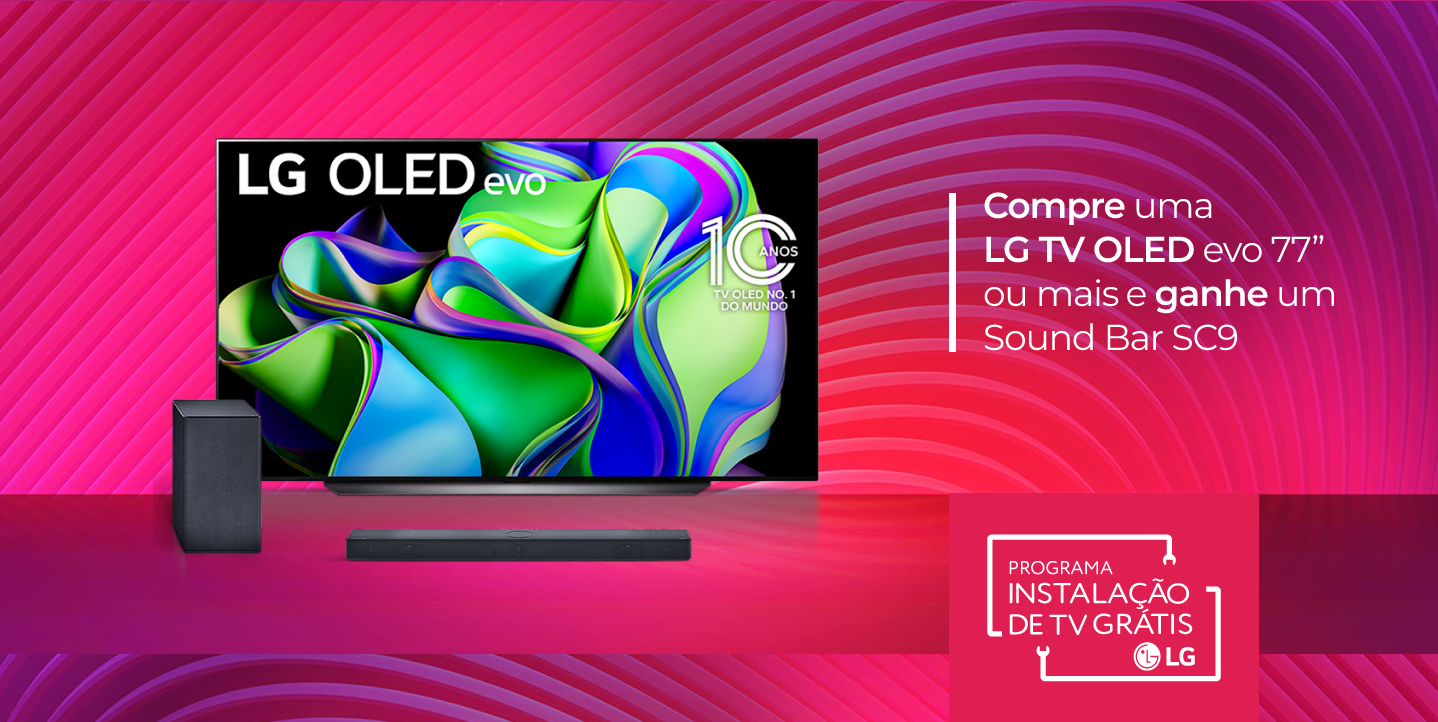 LG OLED evo
10 ANOS
TV OLED NO. 1
DO MUNDO
Compre uma
LG TV OLED evo 77”
ou mais e ganhe um
Sound Bar SC9
PROGRAMA
INSTALAÇÃO
DE TV GRÁTIS
LG